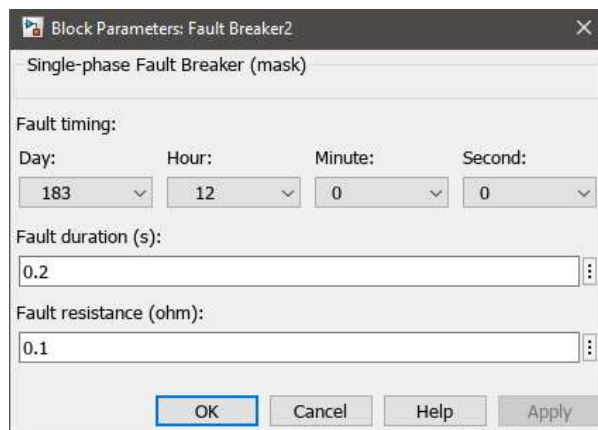 Block Parameters: Fault Breaker2
Single-phase Fault Breaker (mask)
Fault timing:
Day: Hour: Minute: Second:
183 12 0 0
Fault duration (s):
0.2
Fault resistance (ohm):
0.1
OK Cancel Help Apply